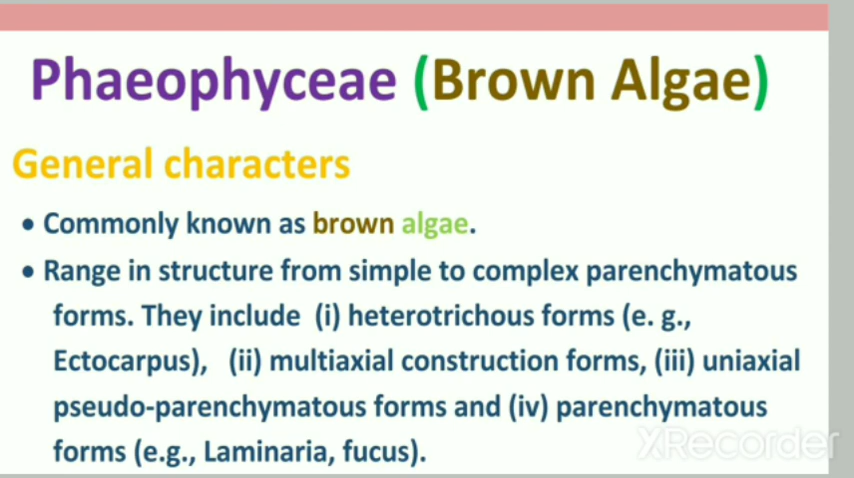 Phaeophyceae (Brown Algae)
General characters
• Commonly known as brown algae.
• Range in structure from simple to complex parenchymatous
forms. They include (i) heterotrichous forms (e. g.,
Ectocarpus), (ii) multiaxial construction forms, (iii) uniaxial
pseudo-parenchymatous forms and (iv) parenchymatous
forms (e.g., Laminaria, fucus).
XRecorder